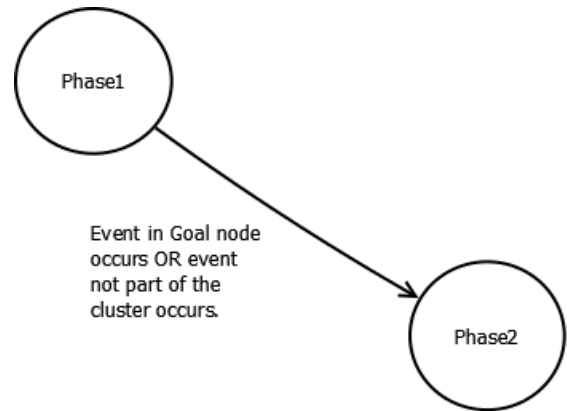 Phase1
Event in Goal node
occurs OR event
not part of the
cluster occurs.
Phase2